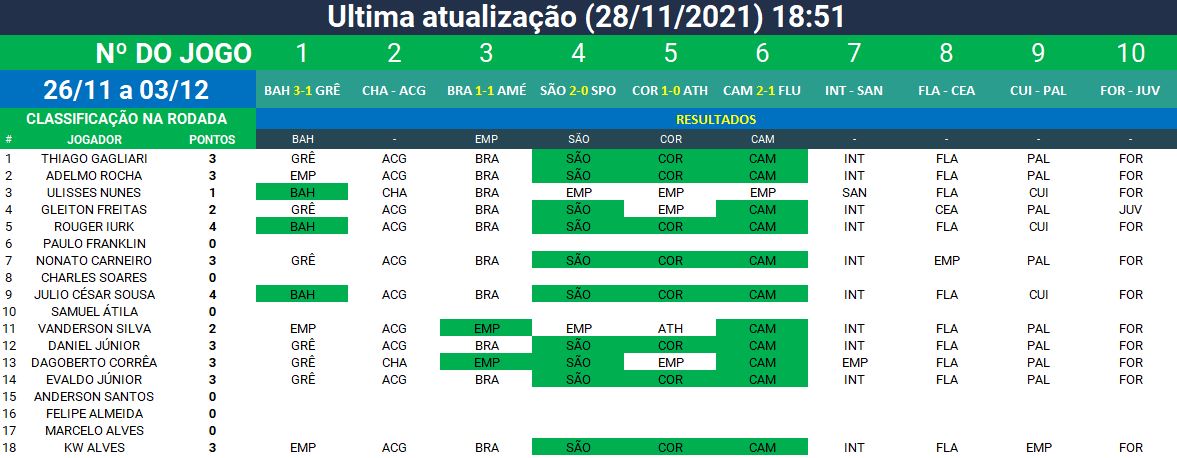 Ultima atualização (28/11/2021) 18:51
Nº DO JOGO 1 2 3 4 5 6 7 8 9 10
26/11 a 03/12 BAH 3-1 GRÊ CHA - ACG BRA 1-1 AMÉ SÃO 2-0 SPO COR 1-0 ATH CAM 2-1 FLU INT - SAN FLA - CEA CUI - PAL FOR - JUV
CLASSIFICAÇÃO NA RODADA RESULTADOS
# JOGADOR PONTOS BAH - EMP SÃO COR CAM - - - -
1 THIAGO GAGLIARI 3 GRÊ ACG BRA SÃO COR CAM INT FLA PAL FOR
2 ADELMO ROCHA 3 EMP ACG BRA SÃO COR CAM INT FLA PAL FOR
3 ULISSES NUNES 1 BAH CHA BRA EMP EMP EMP SAN FLA CUI FOR
4 GLEITON FREITAS 2 GRÊ ACG BRA SÃO EMP CAM INT CEA PAL JUV
5 ROUGER IURK 4 BAH ACG BRA SÃO COR CAM INT FLA CUI FOR
6 PAULO FRANKLIN 0
7 NONATO CARNEIRO 3 GRÊ ACG BRA SÃO COR CAM INT EMP PAL FOR
8 CHARLES SOARES 0
9 JULIO CÉSAR SOUSA 4 BAH ACG BRA SÃO COR CAM INT FLA CUI FOR
10 SAMUEL ÁTILA 0
11 VANDERSON SILVA 2 EMP ACG EMP EMP ATH CAM INT FLA PAL FOR
12 DANIEL JÚNIOR 3 GRÊ ACG BRA SÃO COR CAM INT FLA PAL FOR
13 DAGOBERTO CORRÊA 3 GRÊ CHA EMP SÃO EMP CAM EMP FLA PAL FOR
14 EVALDO JÚNIOR 3 GRÊ ACG BRA SÃO COR CAM INT FLA PAL FOR
15 ANDERSON SANTOS 0
16 FELIPE ALMEIDA 0
17 MARCELO ALVES 0
18 KW ALVES 3 EMP ACG BRA SÃO COR CAM INT FLA EMP FOR